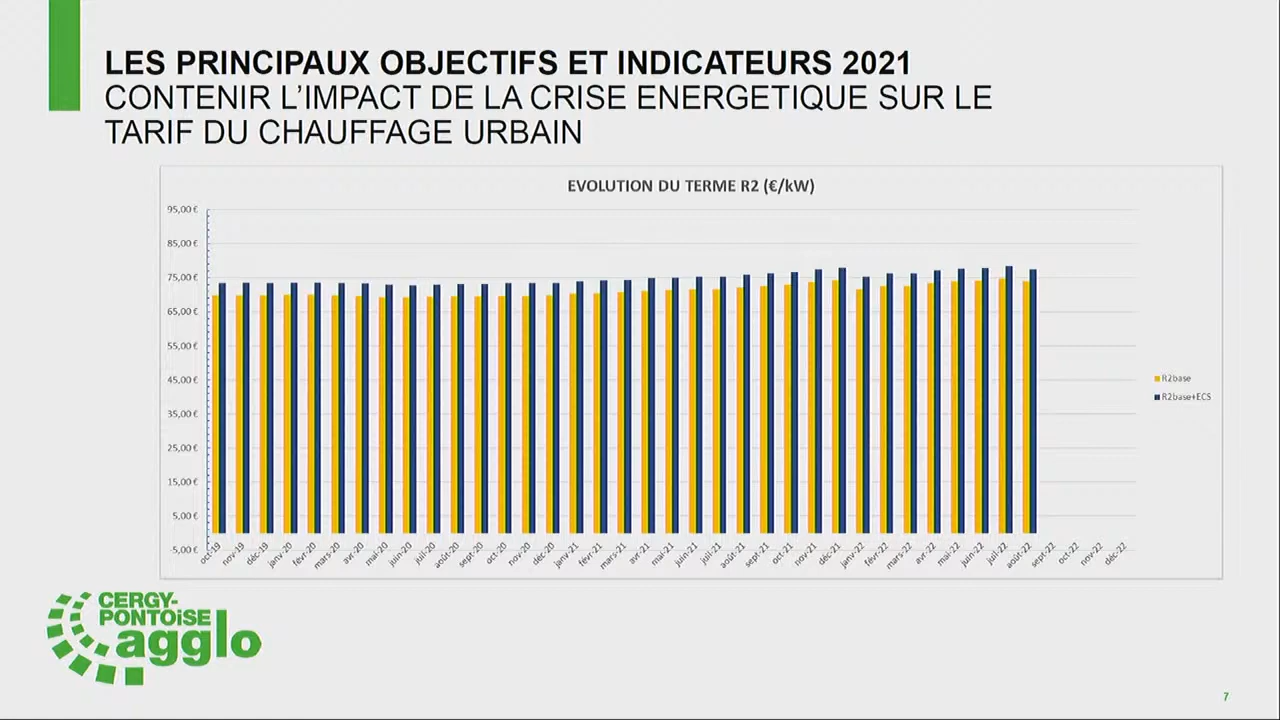 LES PRINCIPAUX OBJECTIFS ET INDICATEURS 2021
CONTENIR L’IMPACT DE LA CRISE ENERGETIQUE SUR LE
TARIF DU CHAUFFAGE URBAIN
EVOLUTION DU TERME R2 (€/kW)
95,00 €
85,00 €
75,00 €
65,00 €
55,00 €
45,00 €
35,00 €
25,00 €
15,00 €
5,00 €
-5,00 €
R2base
R2base+ECS
oct-19
nov-19
déc-19
janv-20
févr-20
mars-20
avr-20
mai-20
juin-20
juil-20
août-20
sept-20
oct-20
nov-20
déc-20
janv-21
févr-21
mars-21
avr-21
mai-21
juin-21
juil-21
août-21
sept-21
oct-21
nov-21
déc-21
janv-22
févr-22
mars-22
avr-22
mai-22
juin-22
juil-22
août-22
sept-22
oct-22
nov-22
déc-22
CERGY-
PONTOiSE
agglo
7